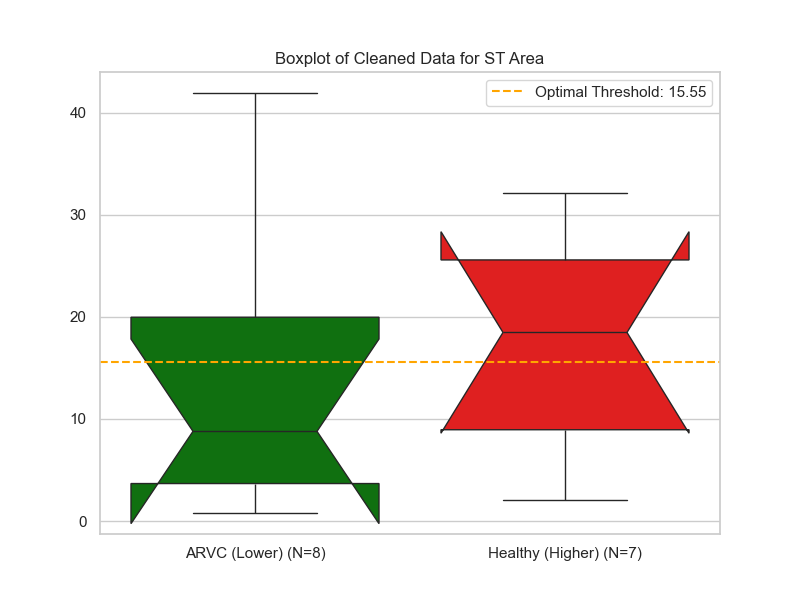 Boxplot of Cleaned Data for ST Area
Optimal Threshold: 15.55
40
30
20
10
0
ARVC (Lower) (N=8)
Healthy (Higher) (N=7)